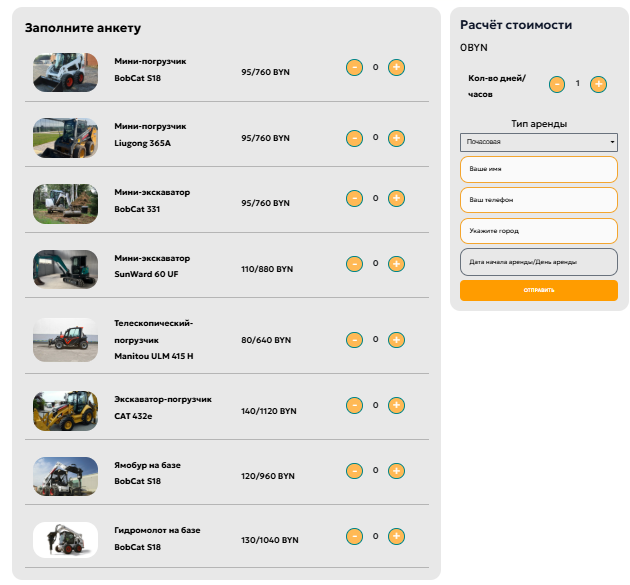 Заполните анкету
Мини-погрузчик
BobCat S18
95/760 BYN
- 0 +
Мини-погрузчик
Liugong 365A
95/760 BYN
- 0 +
Мини-экскаватор
BobCat 331
95/760 BYN
- 0 +
Мини-экскаватор
SunWard 60 UF
110/880 BYN
- 0 +
Телескопический-
погрузчик
Manitou ULM 415 H
80/640 BYN
- 0 +
Экскаватор-погрузчик
CAT 432e
140/1120 BYN
- 0 +
Ямобур на базе
BobCat S18
120/960 BYN
- 0 +
Гидромолот на базе
BobCat S18
130/1040 BYN
- 0 +
Расчёт стоимости
0BYN
Кол-во дней/
часов
- 1 +
Тип аренды
Почасовая
Ваше имя
Ваш телефон
Укажите город
Дата начала аренды/День аренды
ОТПРАВИТЬ